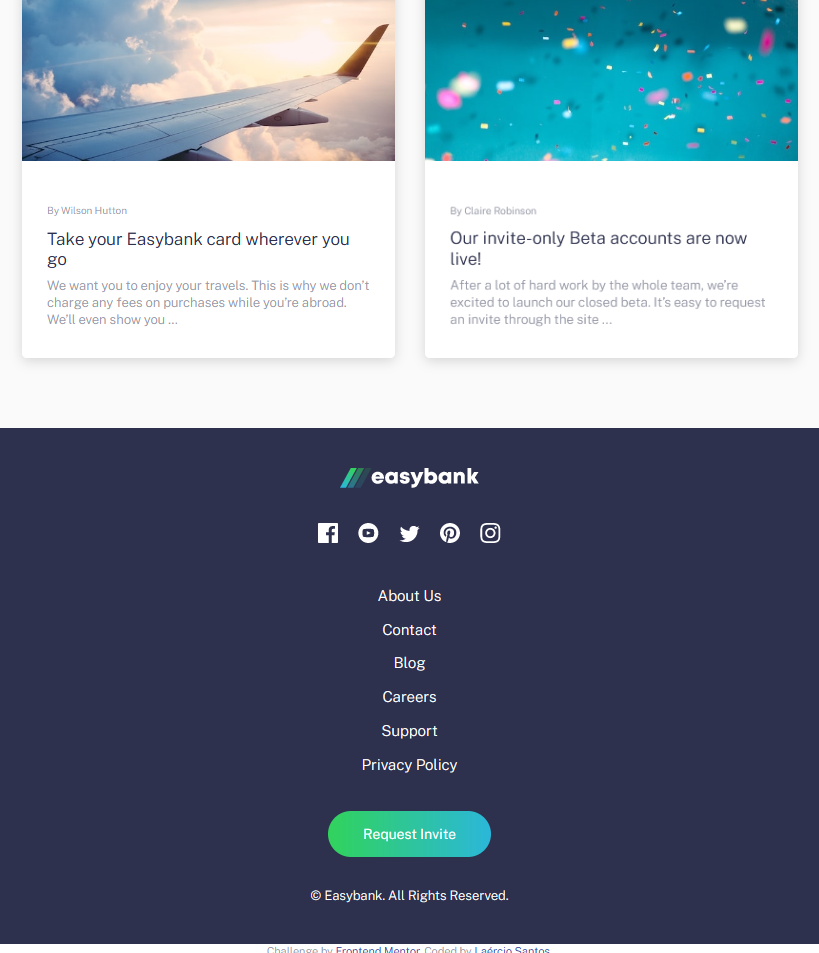 By Wilson Hutton
Take your Easybank card wherever you
go
We want you to enjoy your travels. This is why we don't
charge any fees on purchases while you're abroad.
We'll even show you ...
By Claire Robinson
Our invite-only Beta accounts are now
live!
After a lot of hard work by the whole team, we're
excited to launch our closed beta. It's easy to request
an invite through the site ...
easybank
About Us
Contact
Blog
Careers
Support
Privacy Policy
Request Invite
© Easybank. All Rights Reserved.
Challenge by Frontend Mentor. Coded by Laércio Santos.